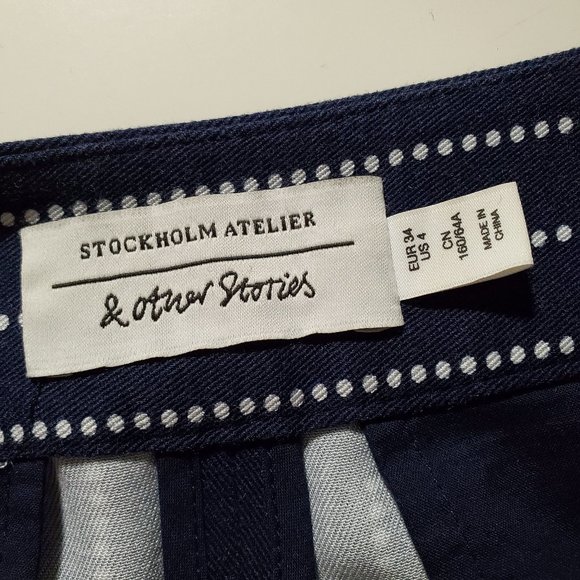 STOCKHOLM ATELIER
& Other Stories
EUR 34
US 4
CN
160/64A
MADE IN
CHINA